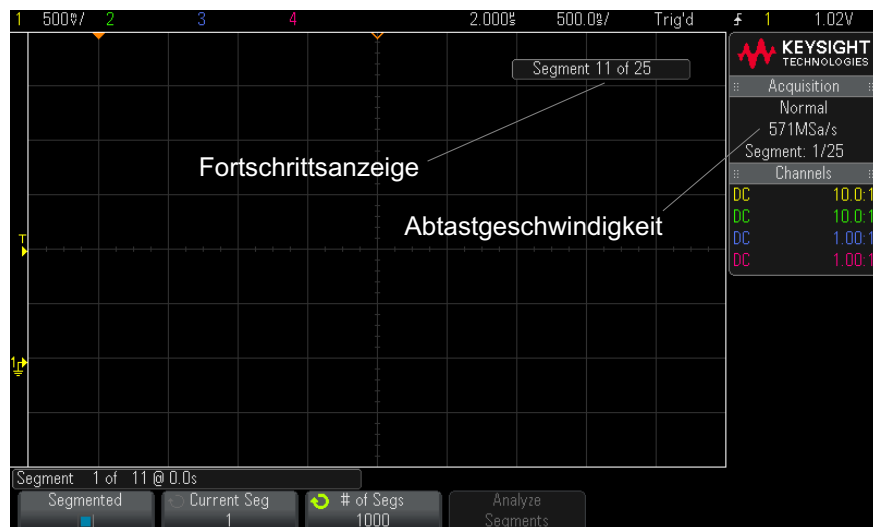 1 500♥/ 2 3 4 2.000s 500.0s/ Trig'd 1 1.02V
KEYSIGHT
TECHNOLOGIES
Segment 11 of 25
Acquisition
Normal
571MSa/s
Segment: 1/25
Fortschrittsanzeige
Channels
DC 10.0:1
DC 10.0:1
DC 1.00:1
DC 1.00:1
Abtastgeschwindigkeit
T
1
Segment 1 of 11 @ 0.0s
Segmented
Current Seg
1
# of Segs
1000
Analyze
Segments